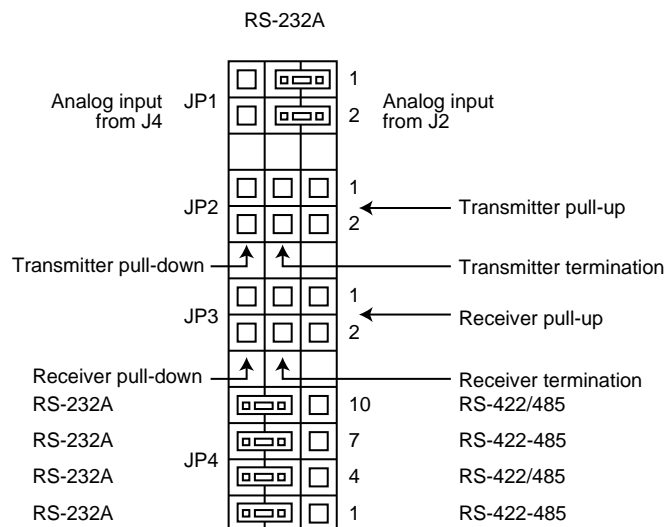 RS-232A
1
Analog input from J4
JP1
2
Analog input from J2
1
JP2
Transmitter pull-up
2
Transmitter pull-down
Transmitter termination
1
JP3
Receiver pull-up
2
Receiver pull-down
Receiver termination
RS-232A 10 RS-422/485
RS-232A 7 RS-422-485
JP4
RS-232A 4 RS-422/485
RS-232A 1 RS-422-485